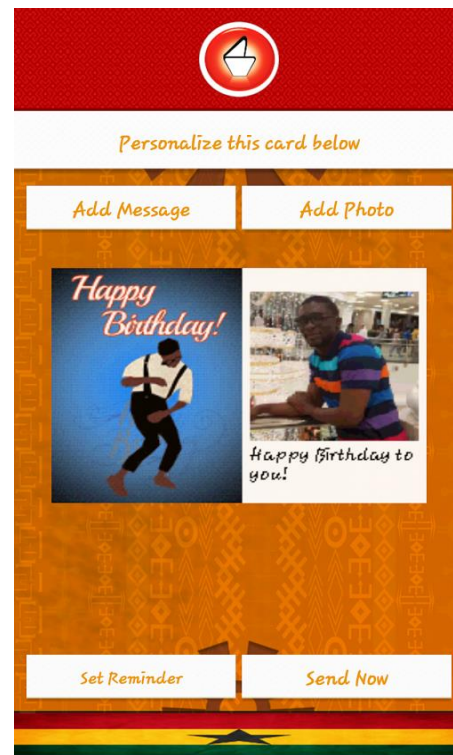 Personalize this card below
Add Message
Add Photo
Happy
Birthday!
Happy Birthday to
you!
Set Reminder
Send Now